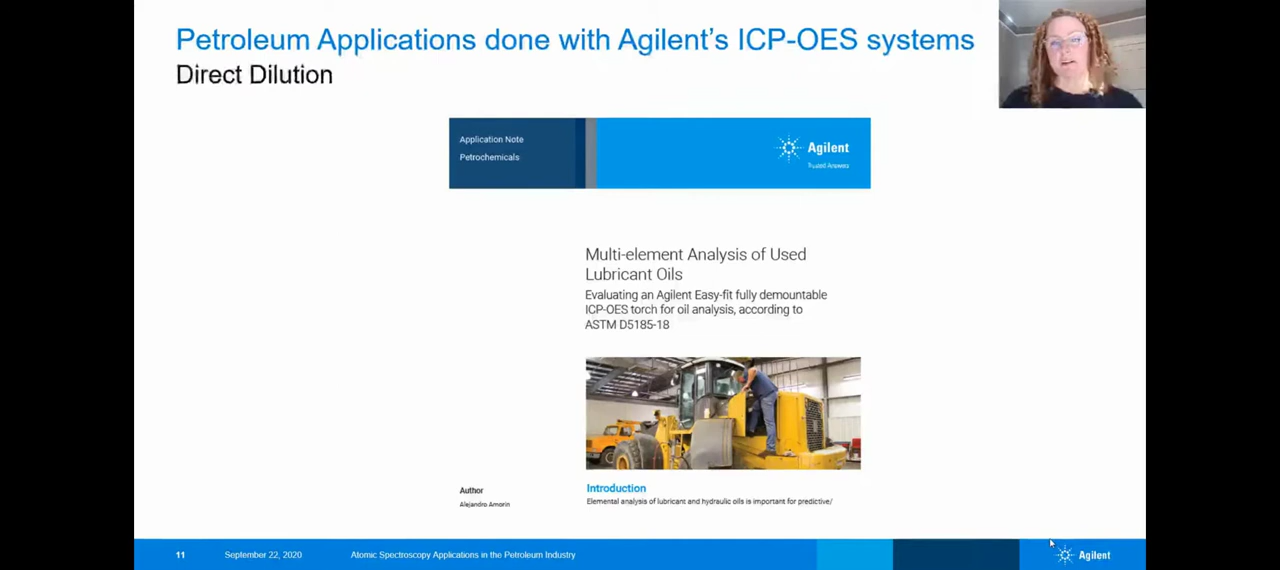 Petroleum Applications done with Agilent's ICP-OES systems
Direct Dilution
Application Note
Petrochemicals
Agilent
Trusted Answers
Multi-element Analysis of Used
Lubricant Oils
Evaluating an Agilent Easy-fit fully demountable
ICP-OES torch for oil analysis, according to
ASTM D5185-18
Author
Alejandro Amorin
Introduction
Elemental analysis of lubricant and hydraulic oils is important for predictive/
11
September 22, 2020
Atomic Spectroscopy Applications in the Petroleum Industry
Agilent